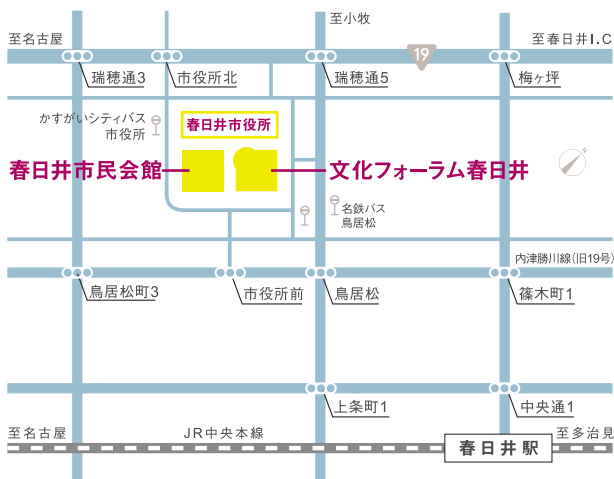 至小牧
至名古屋
至春日井I.C
19
瑞穂通3
市役所北
瑞穂通5
梅ヶ坪
かすがいシティバス
市役所
春日井市役所
春日井市民会館
文化フォーラム春日井
名鉄バス
鳥居松
内津勝川線(旧19号)
鳥居松町3
市役所前
鳥居松
篠木町1
上条町1
中央通1
至名古屋
JR中央本線
春日井駅
至多治見